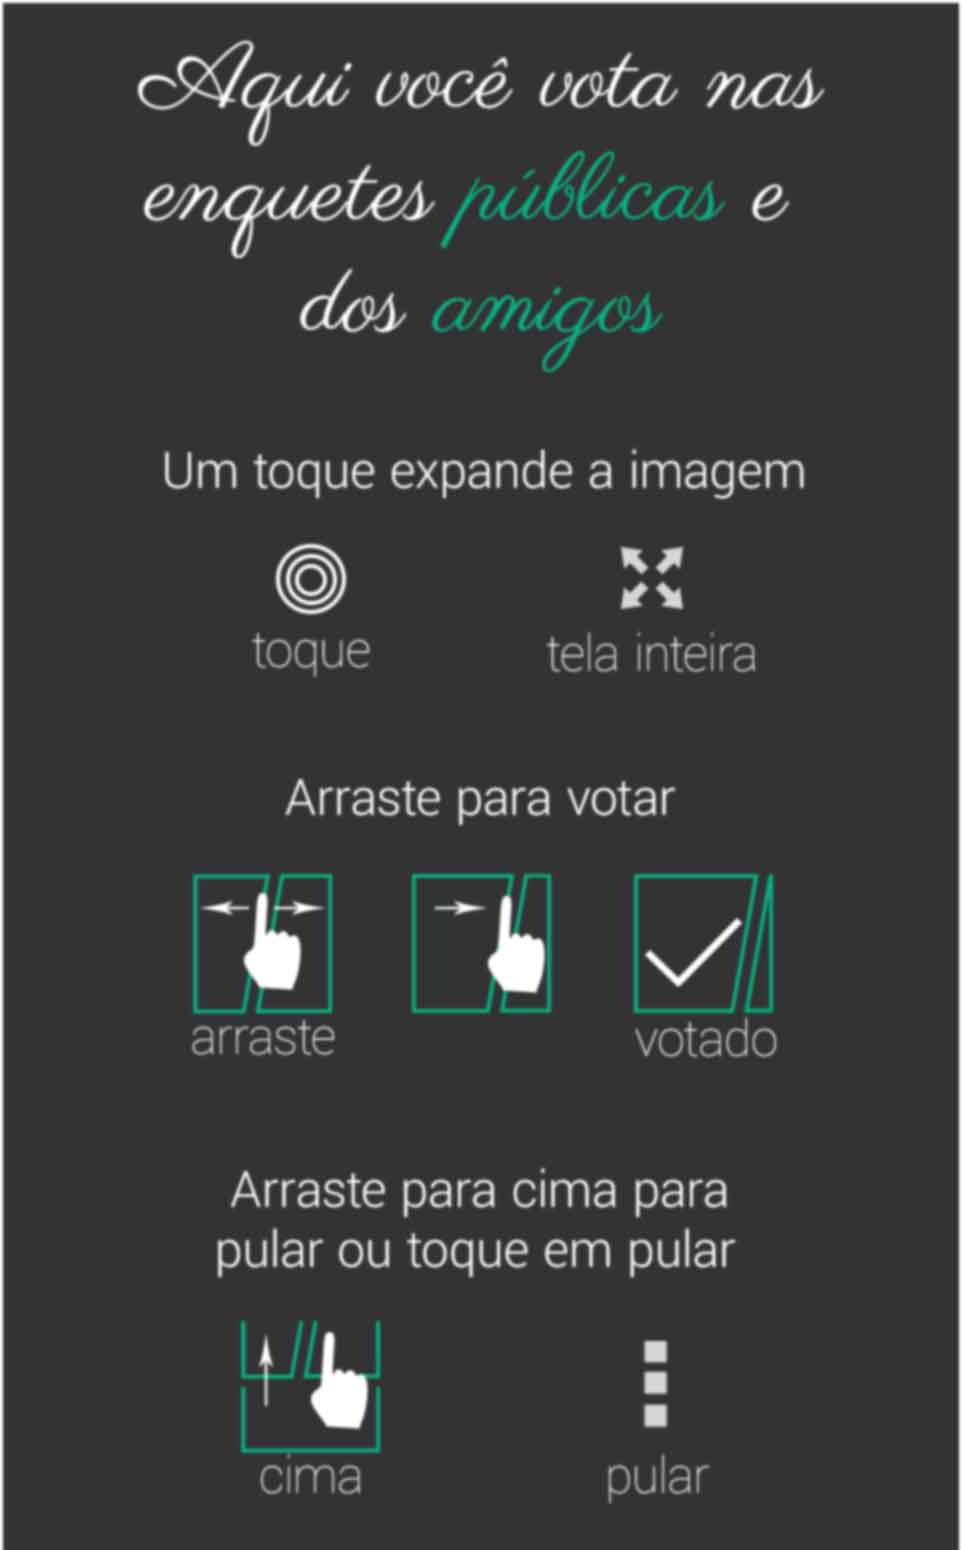 Aqui você vota nas
enquetes públicas e
dos amigos
Um toque expande a imagem
toque
tela inteira
Arraste para votar
arraste
votado
Arraste para cima para
pular ou toque em pular
cima
pular